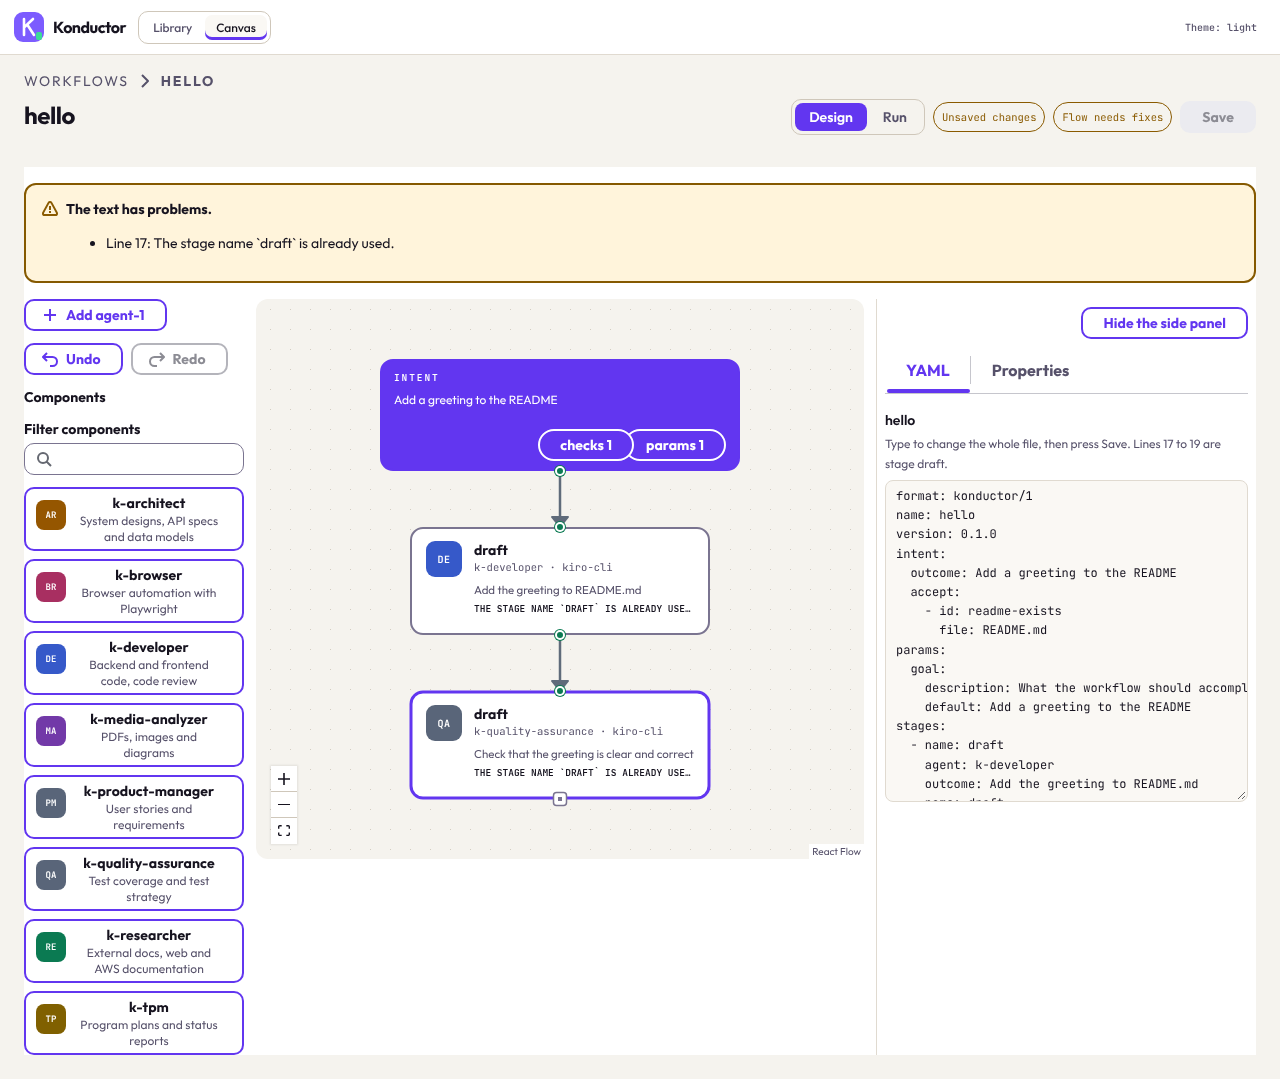 Konductor
Library
Canvas
Theme: light
WORKFLOWS > HELLO
hello
Design
Run
Unsaved changes
Flow needs fixes
Save
The text has problems.
• Line 17: The stage name `draft` is already used.
Add agent-1
Undo
Redo
Components
Filter components
AR
k-architect
System designs, API specs
and data models
BR
k-browser
Browser automation with
Playwright
DE
k-developer
Backend and frontend
code, code review
MA
k-media-analyzer
PDFs, images and
diagrams
PM
k-product-manager
User stories and
requirements
QA
k-quality-assurance
Test coverage and test
strategy
RE
k-researcher
External docs, web and
AWS documentation
TP
k-tpm
Program plans and status
reports
INTENT
Add a greeting to the README
checks 1
params 1
DE
draft
k-developer · kiro-cli
Add the greeting to README.md
THE STAGE NAME `DRAFT` IS ALREADY USE…
QA
draft
k-quality-assurance · kiro-cli
Check that the greeting is clear and correct
THE STAGE NAME `DRAFT` IS ALREADY USE…
React Flow
Hide the side panel
YAML
Properties
hello
Type to change the whole file, then press Save. Lines 17 to 19 are
stage draft.
format: konductor/1
name: hello
version: 0.1.0
intent:
  outcome: Add a greeting to the README
  accept:
    - id: readme-exists
      file: README.md
params:
  goal:
    description: What the workflow should accompl
    default: Add a greeting to the README
stages:
  - name: draft
    agent: k-developer
    outcome: Add the greeting to README.md